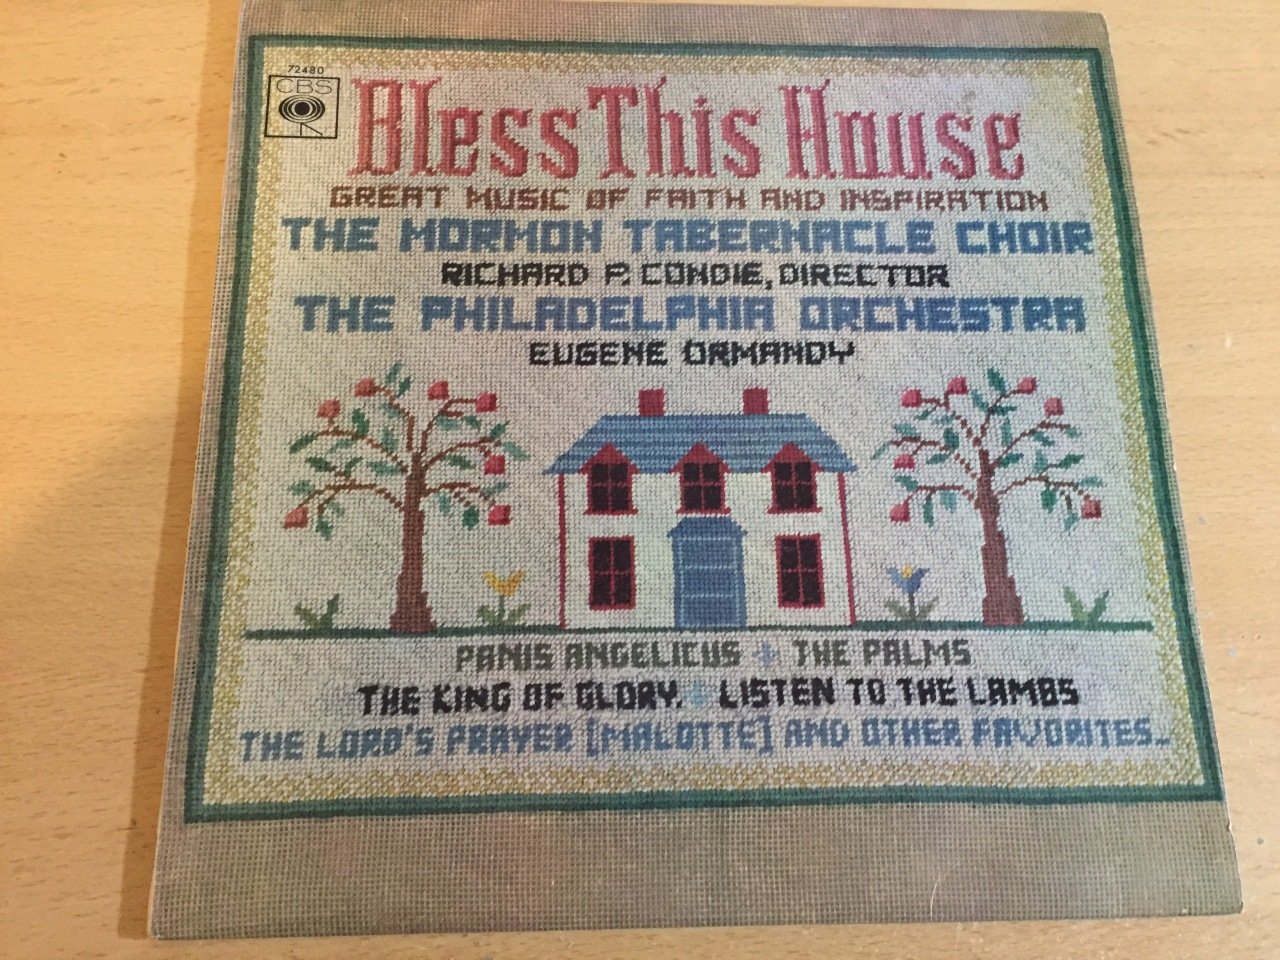 72480
CBS
Bless This House
GREAT MUSIC OF FAITH AND INSPIRATION
THE MORMON TABERNACLE CHOIR
RICHARD P. CONDIE, DIRECTOR
THE PHILADELPHIA ORCHESTRA
EUGENE ORMANDY
PANIS ANGELICUS + THE PALMS
THE KING OF GLORY. + LISTEN TO THE LAMBS
THE LORD'S PRAYER [MALOTTE] AND OTHER FAVORITES...